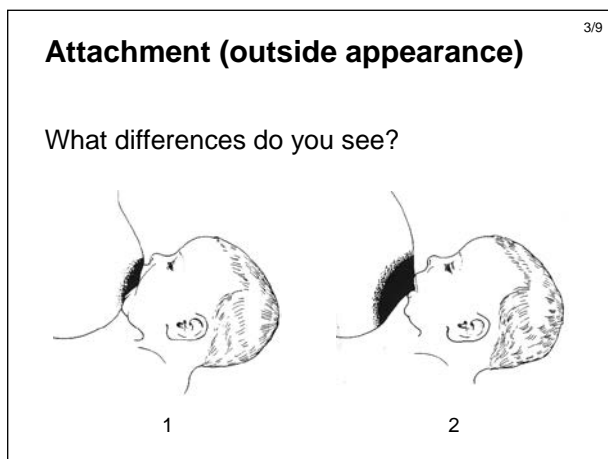 3/9
Attachment (outside appearance)
What differences do you see?
1
2